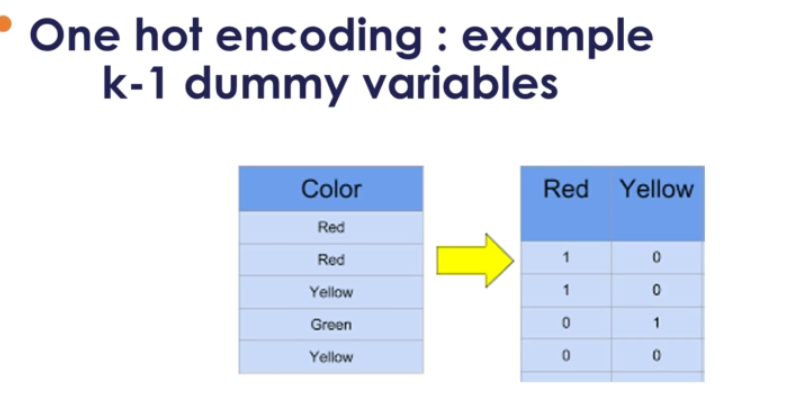 One hot encoding : example
k-1 dummy variables
Color
Red
Red
Yellow
Green
Yellow
Red Yellow
1 0
1 0
0 1
0 0